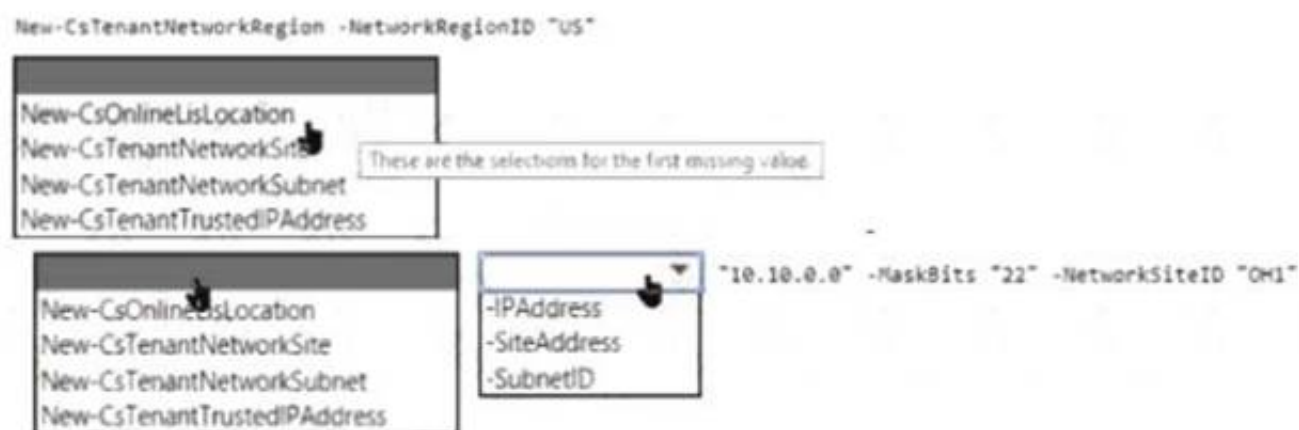 New-CsTenantNetworkRegion -NetworkRegionID "US"
New-CsOnlineLisLocation
New-CsTenantNetworkSite
New-CsTenantNetworkSubnet
New-CsTenantTrustedIPAddress
These are the selections for the first missing value.
"10.10.0.0" -MaskBits "22" -NetworkSiteID "OH1"
New-CsOnlineLisLocation
New-CsTenantNetworkSite
New-CsTenantNetworkSubnet
New-CsTenantTrustedIPAddress
-IPAddress
-SiteAddress
-SubnetID